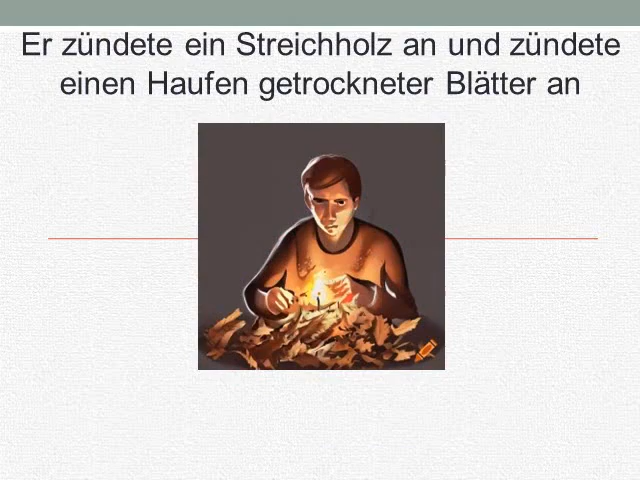 Er zündete ein Streichholz an und zündete
einen Haufen getrockneter Blätter an